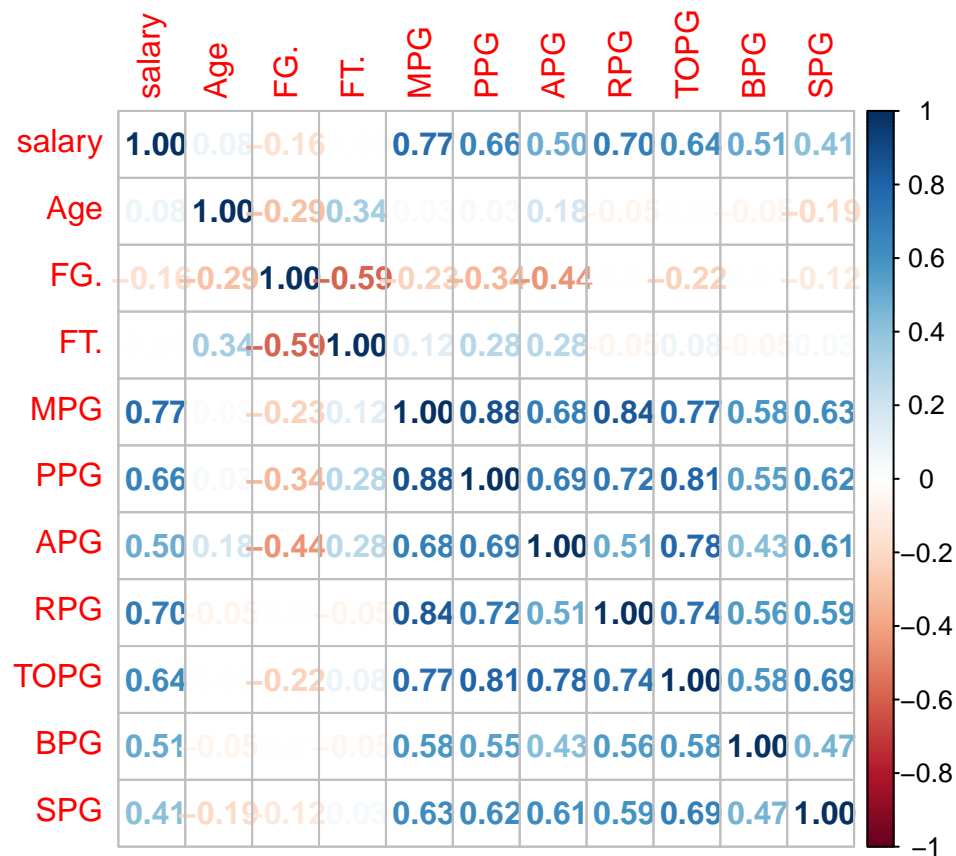 salary Age FG. FT. MPG PPG APG RPG TOPG BPG SPG
salary 1.00 0.08 -0.16 0.77 0.66 0.50 0.70 0.64 0.51 0.41
Age 0.08 1.00 -0.29 0.34 0.03 0.03 0.18 -0.05 -0.05 -0.19
FG. -0.16 -0.29 1.00 -0.59 -0.23 -0.34 -0.44 -0.22 -0.12
FT. 0.34 -0.59 1.00 0.12 0.28 0.28 -0.05 0.08 -0.05 0.03
MPG 0.77 0.03 -0.23 0.12 1.00 0.88 0.68 0.84 0.77 0.58 0.63
PPG 0.66 0.03 -0.34 0.28 0.88 1.00 0.69 0.72 0.81 0.55 0.62
APG 0.50 0.18 -0.44 0.28 0.68 0.69 1.00 0.51 0.78 0.43 0.61
RPG 0.70 -0.05 -0.05 0.84 0.72 0.51 1.00 0.74 0.56 0.59
TOPG 0.64 -0.22 0.08 0.77 0.81 0.78 0.74 1.00 0.58 0.69
BPG 0.51 -0.05 -0.05 0.58 0.55 0.43 0.56 0.58 1.00 0.47
SPG 0.41 -0.19 -0.12 0.03 0.63 0.62 0.61 0.59 0.69 0.47 1.00
1
0.8
0.6
0.4
0.2
0
−0.2
−0.4
−0.6
−0.8
−1